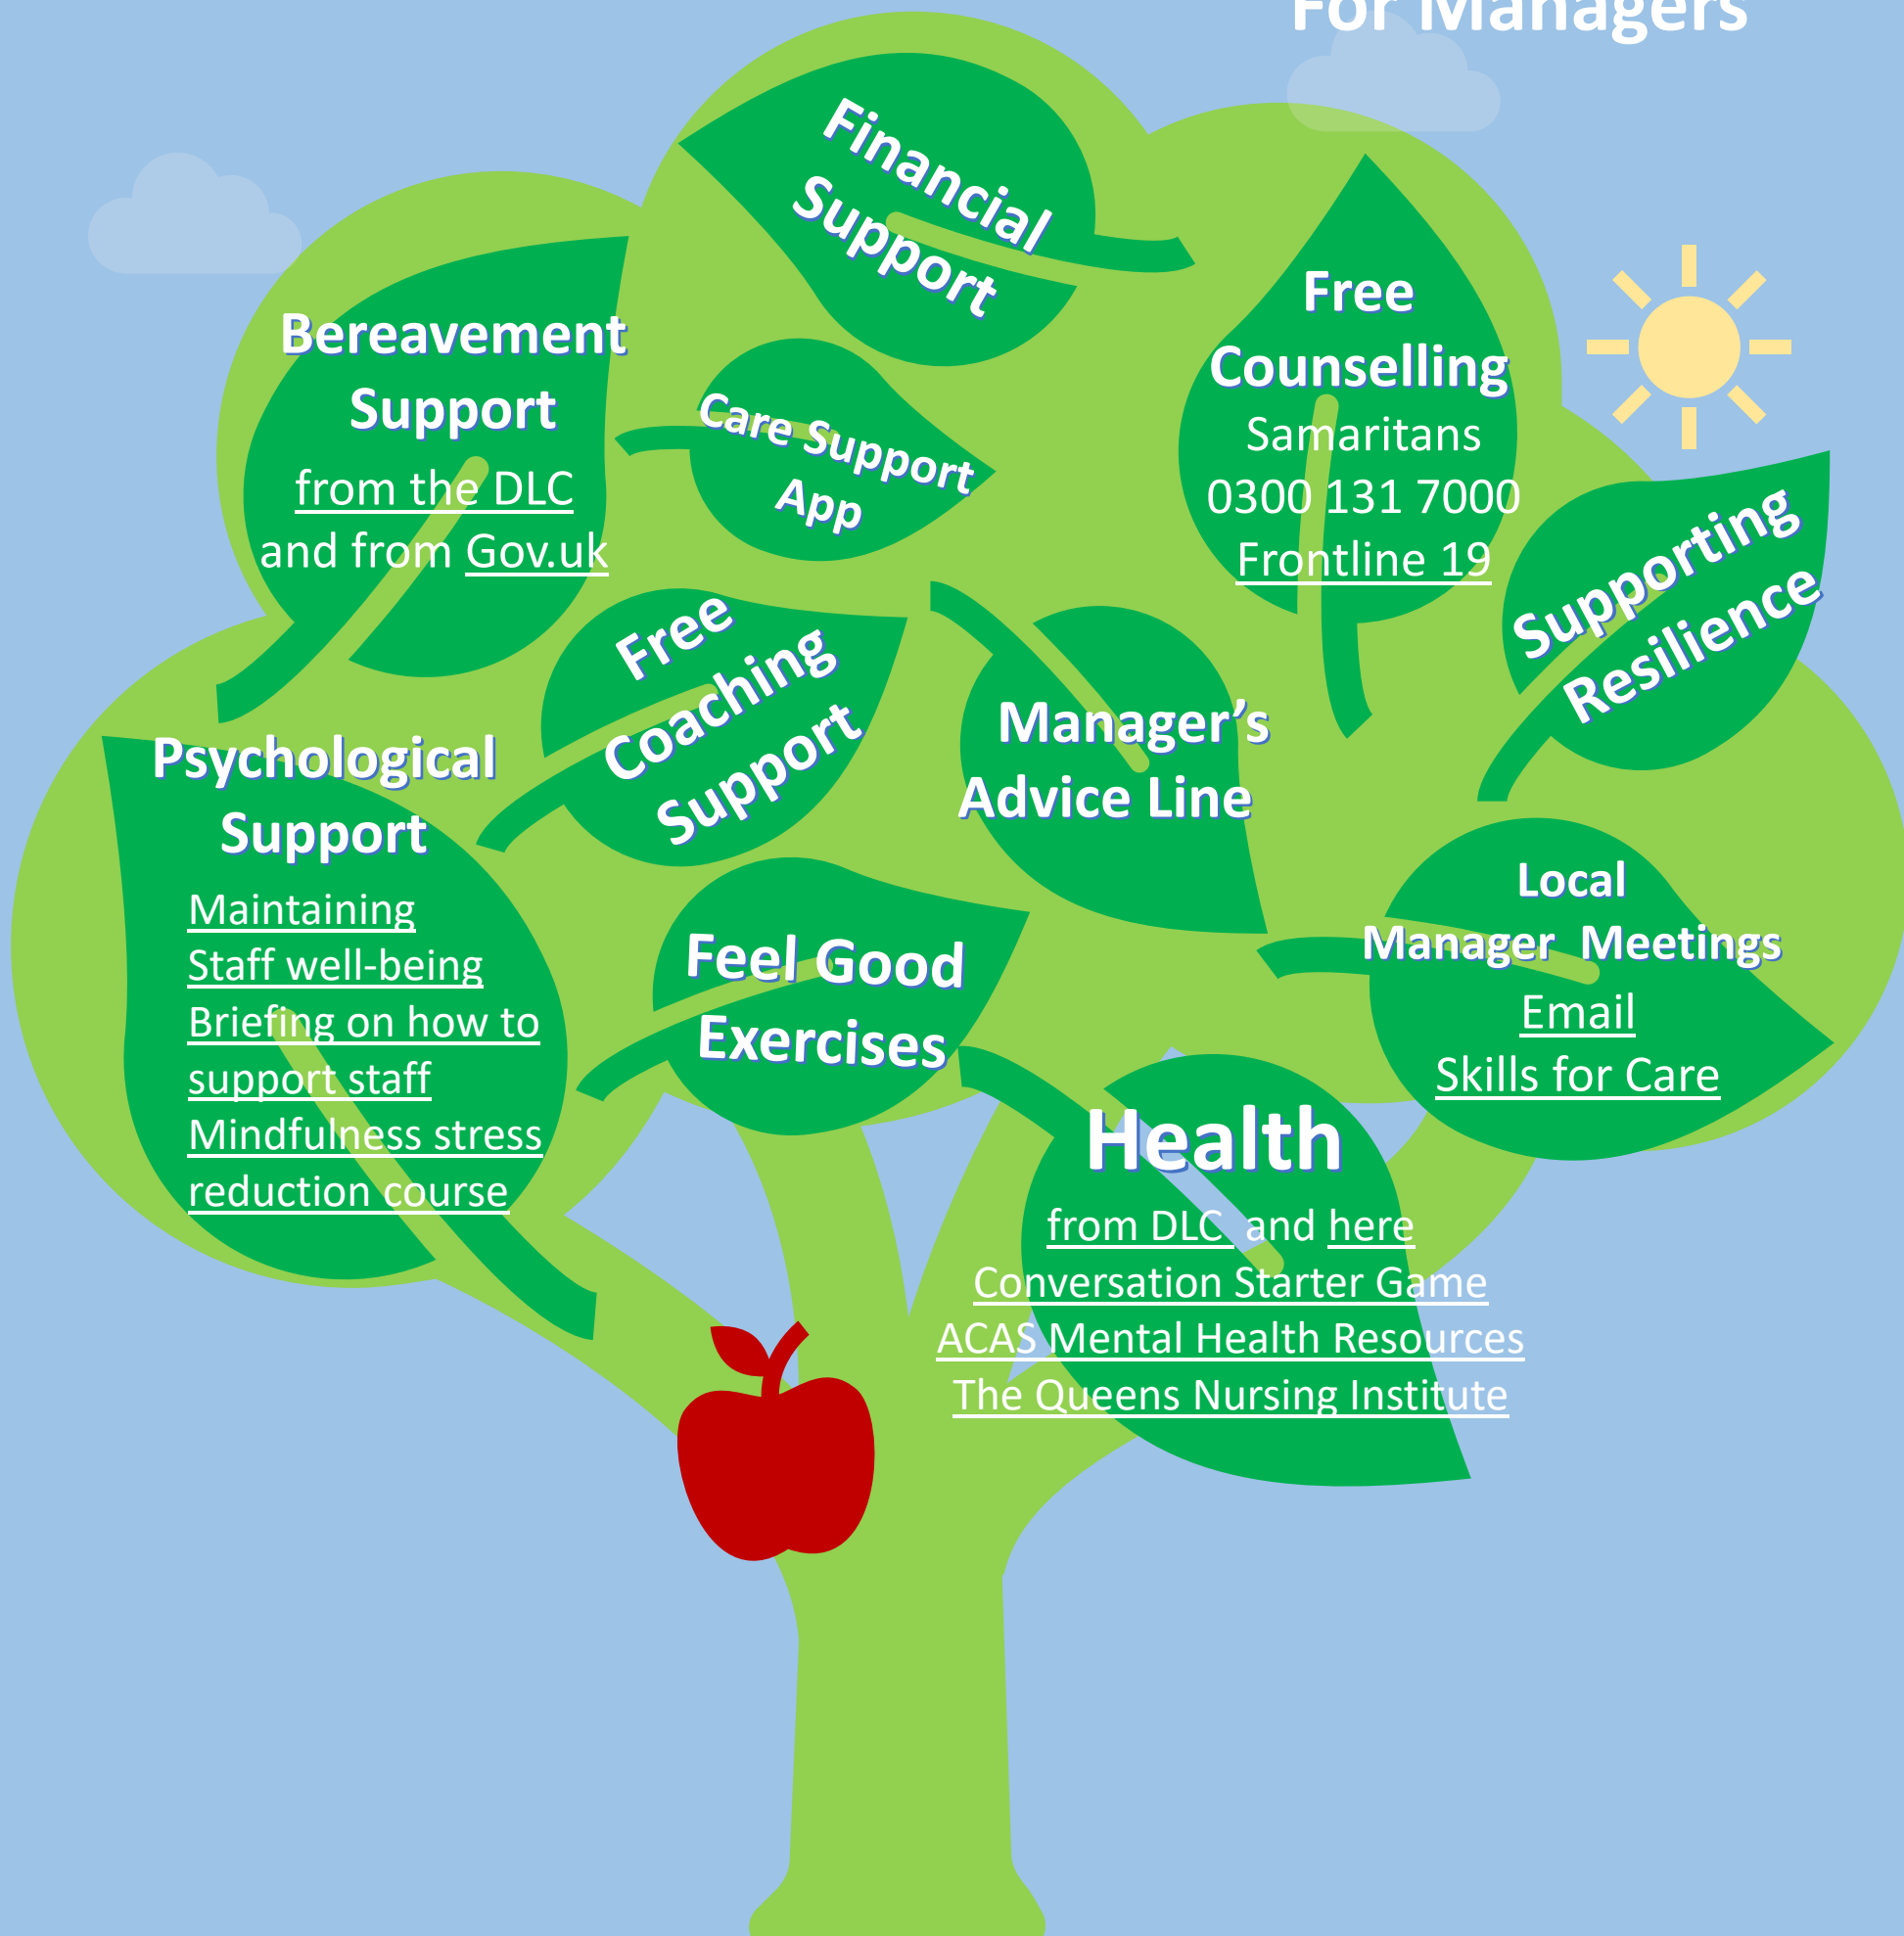 For Managers
Financial
Support
Bereavement
Support
from the DLC
and from Gov.uk
Care Support
App
Free
Counselling
Samaritans
0300 131 7000
Frontline 19
Supporting
Resilience
Free
Coaching
Support
Manager’s
Advice Line
Psychological
Support
Maintaining
Staff well-being
Briefing on how to
support staff
Mindfulness stress
reduction course
Feel Good
Exercises
Local
Manager  Meetings
Email
Skills for Care
Health
from DLC  and here
Conversation Starter Game
ACAS Mental Health Resources
The Queens Nursing Institute